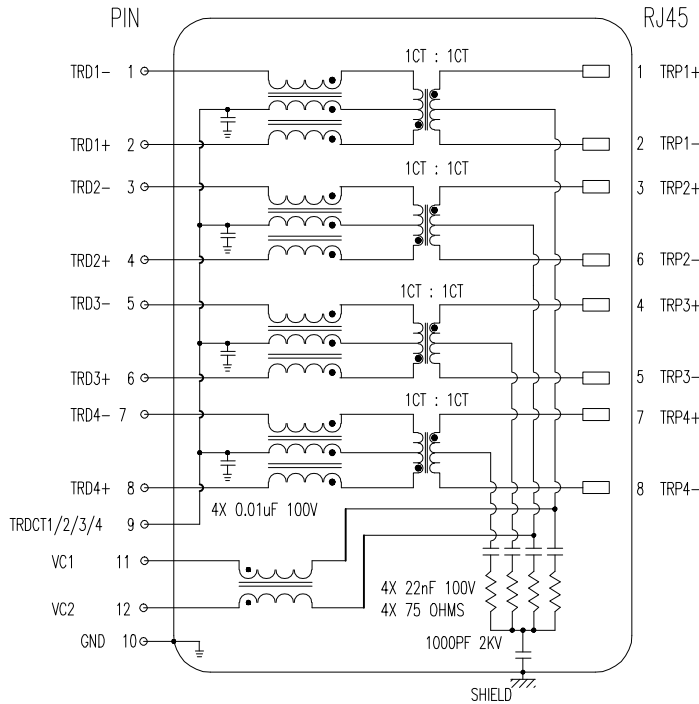 PIN RJ45
1CT : 1CT
TRD1- 1 1 TRP1+
TRD1+ 2 2 TRP1-
1CT : 1CT
TRD2- 3 3 TRP2+
TRD2+ 4 6 TRP2-
1CT : 1CT
TRD3- 5 4 TRP3+
TRD3+ 6 5 TRP3-
1CT : 1CT
TRD4- 7 7 TRP4+
TRD4+ 8 8 TRP4-
4X 0.01uF 100V
TRDCT1/2/3/4 9
VC1 11
4X 22nF 100V
VC2 12 4X 75 OHMS
GND 10 1000PF 2KV
SHIELD